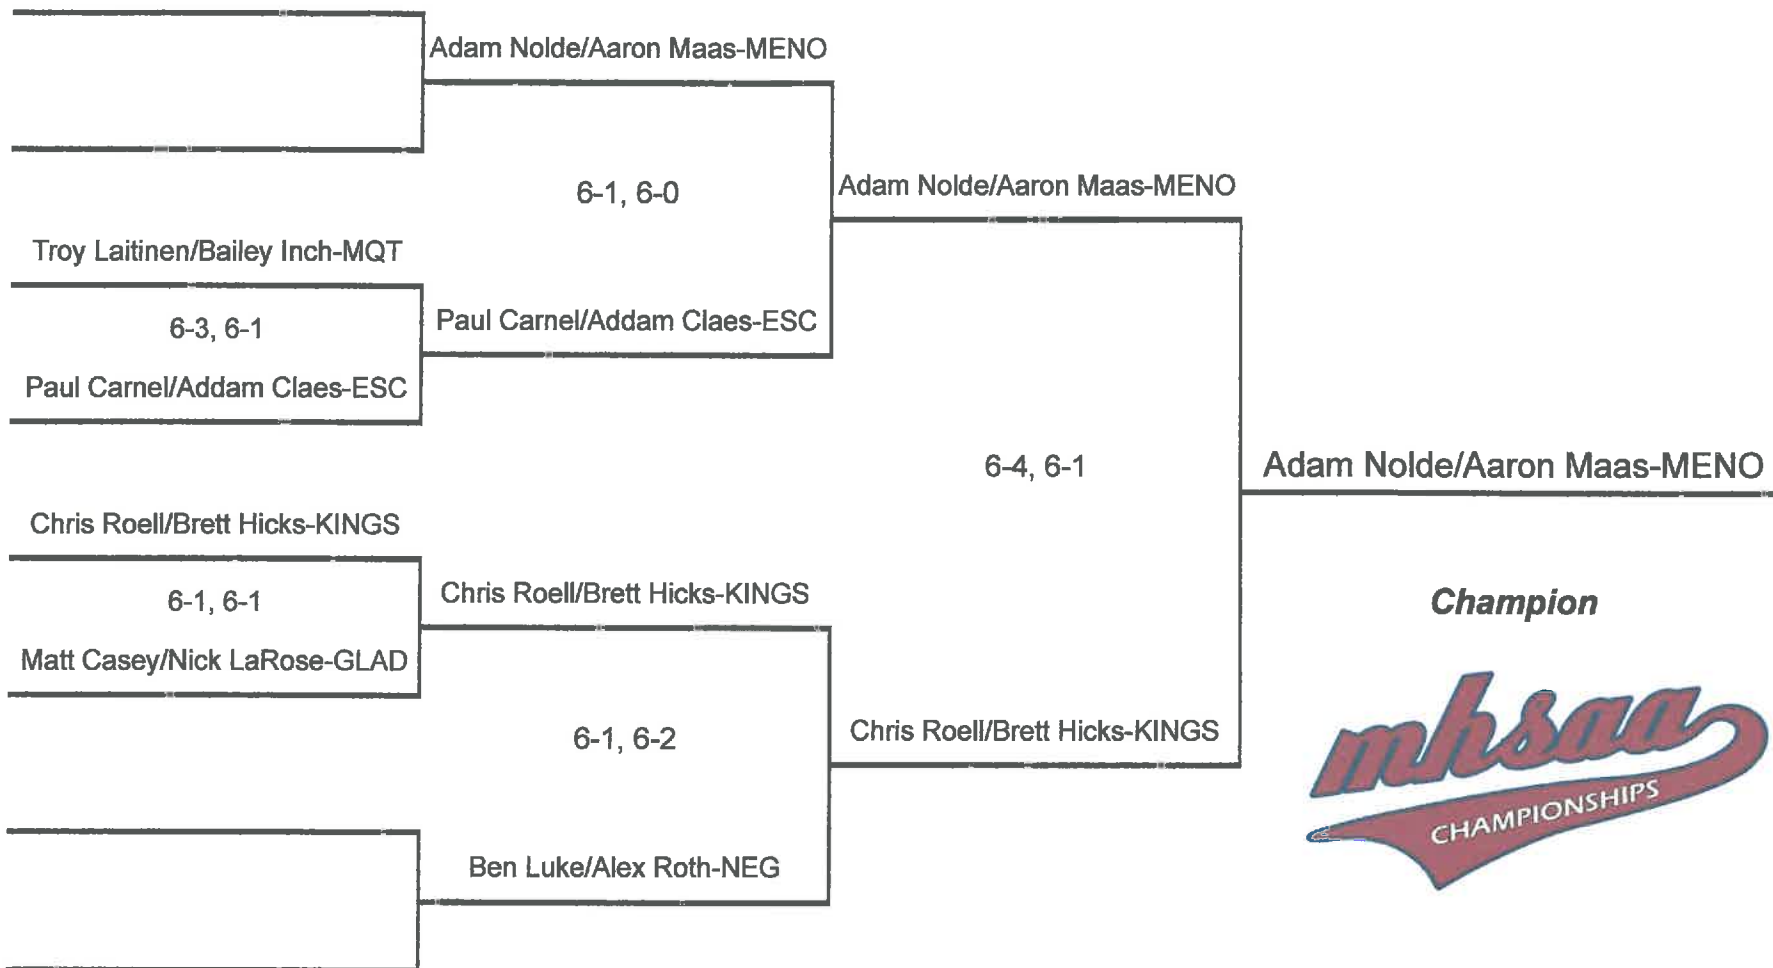 Adam Nolde/Aaron Maas-MENO
6-1, 6-0
Adam Nolde/Aaron Maas-MENO
Troy Laitinen/Bailey Inch-MQT
6-3, 6-1
Paul Carnel/Addam Claes-ESC
Paul Carnel/Addam Claes-ESC
6-4, 6-1
Adam Nolde/Aaron Maas-MENO
Chris Roell/Brett Hicks-KINGS
6-1, 6-1
Chris Roell/Brett Hicks-KINGS
Champion
Matt Casey/Nick LaRose-GLAD
6-1, 6-2
Chris Roell/Brett Hicks-KINGS
mhsaa
CHAMPIONSHIPS
Ben Luke/Alex Roth-NEG